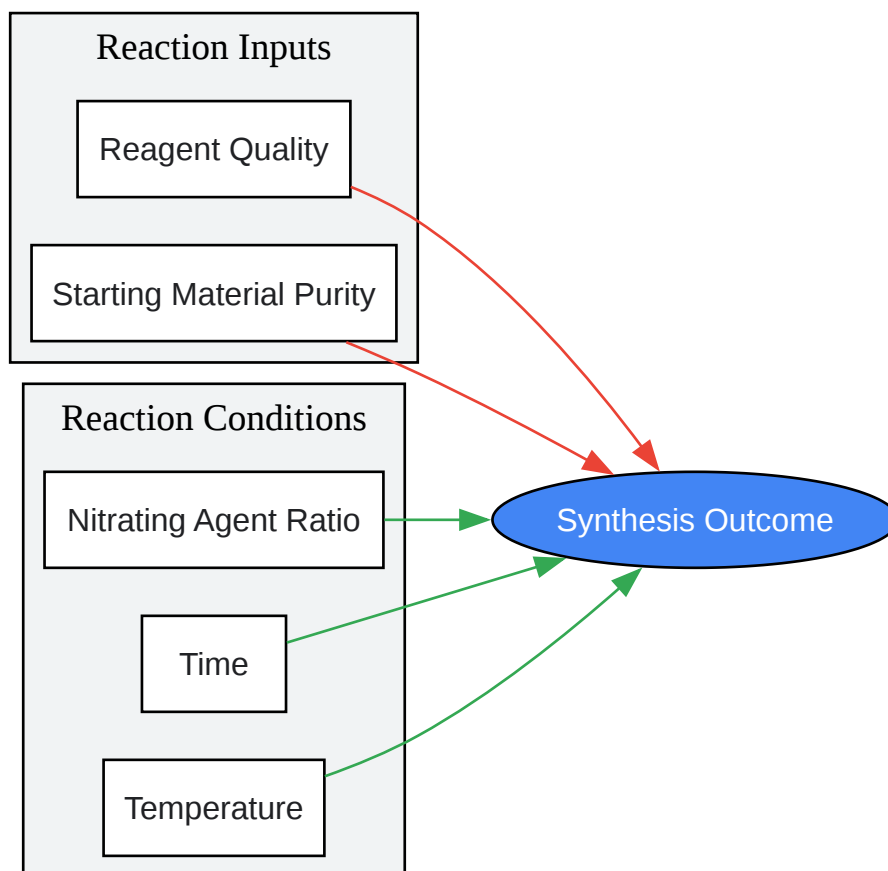 Reaction Inputs
Reagent Quality
Starting Material Purity
Reaction Conditions
Nitrating Agent Ratio
Synthesis Outcome
Time
Temperature